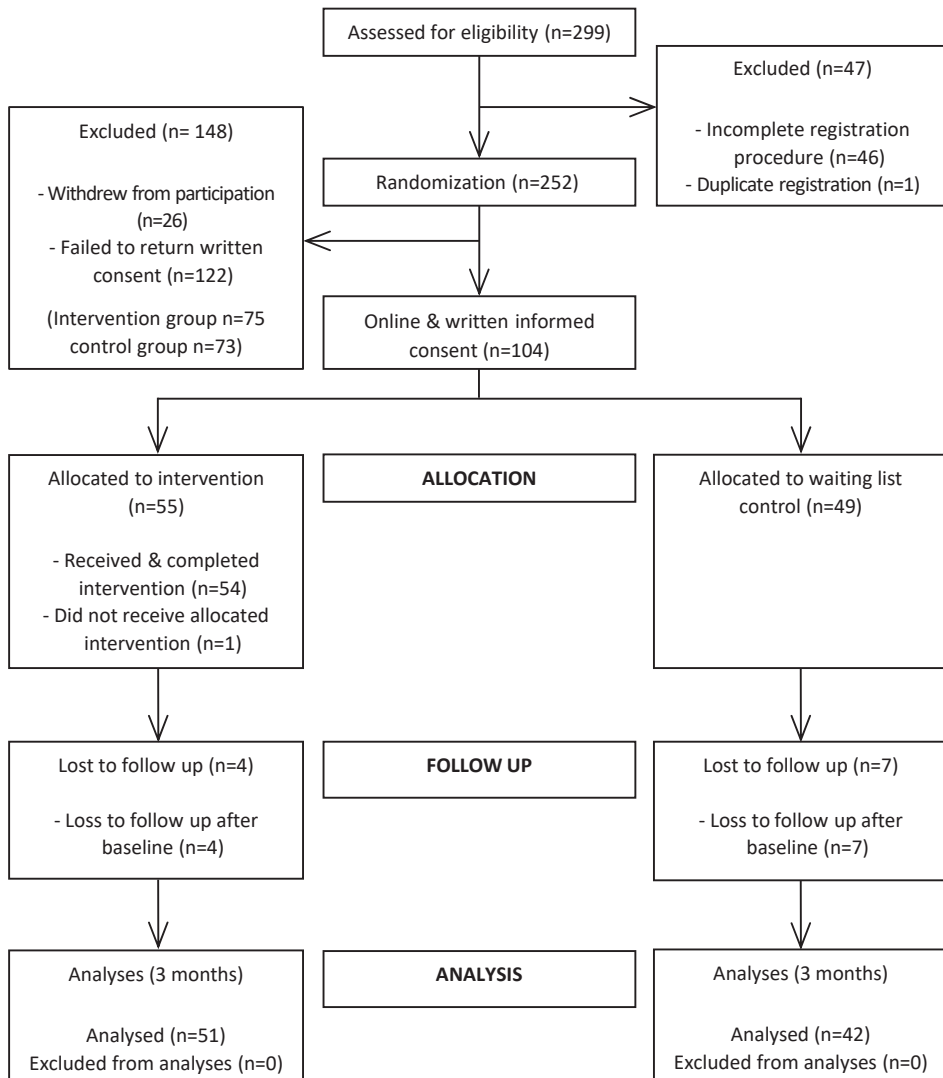 Assessed for eligibility (n=299)
Excluded (n=47)
- Incomplete registration
procedure (n=46)
- Duplicate registration (n=1)
Excluded (n= 148)
- Withdrew from participation
(n=26)
- Failed to return written
consent (n=122)
(Intervention group n=75
control group n=73)
Randomization (n=252)
Online & written informed
consent (n=104)
Allocated to intervention
(n=55)
- Received & completed
intervention (n=54)
- Did not receive allocated
intervention (n=1)
ALLOCATION
Allocated to waiting list
control (n=49)
Lost to follow up (n=4)
- Loss to follow up after
baseline (n=4)
FOLLOW UP
Lost to follow up (n=7)
- Loss to follow up after
baseline (n=7)
Analyses (3 months)
Analysed (n=51)
Excluded from analyses (n=0)
ANALYSIS
Analyses (3 months)
Analysed (n=42)
Excluded from analyses (n=0)